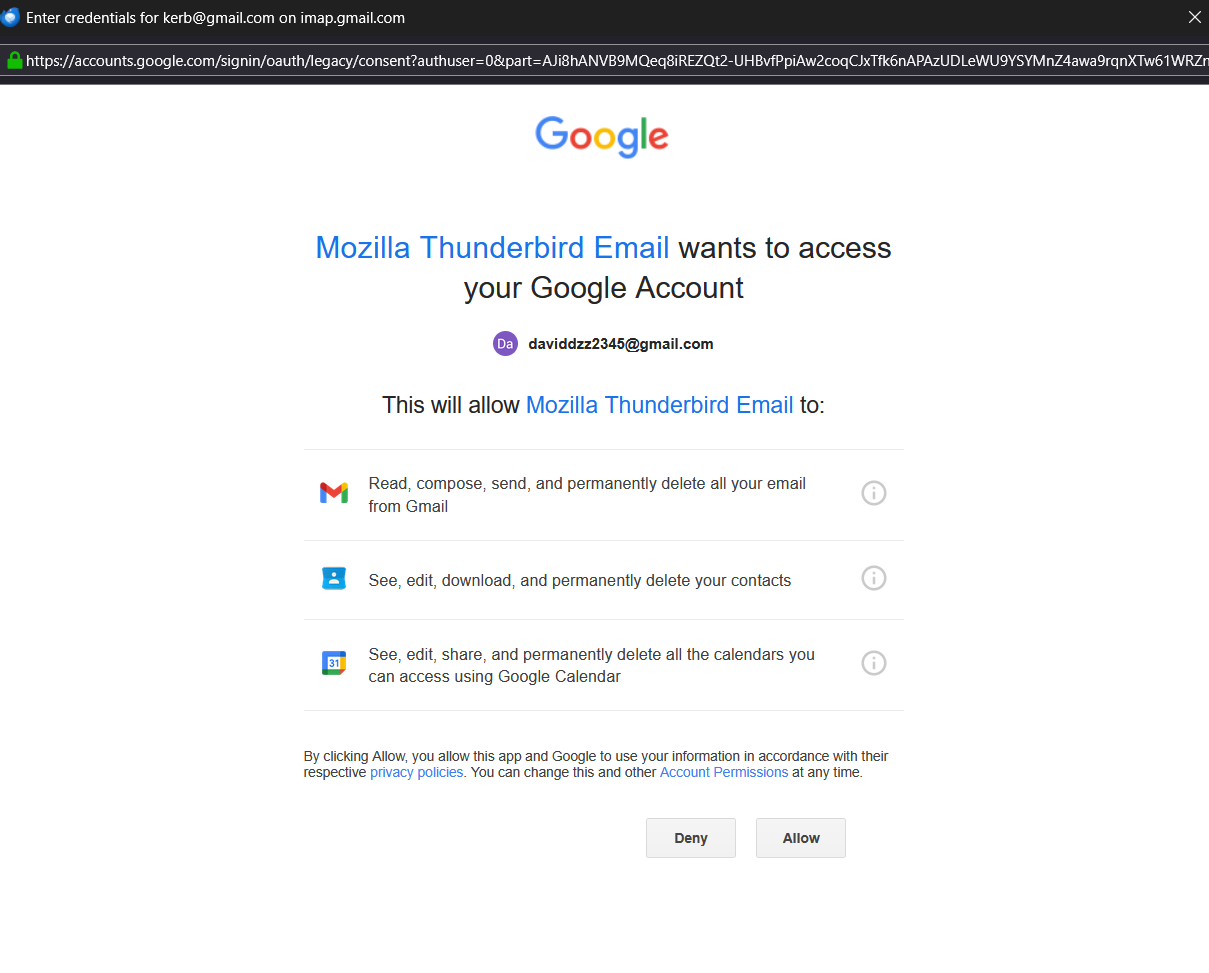 Enter credentials for kerb@gmail.com on imap.gmail.com
https://accounts.google.com/signin/oauth/legacy/consent?authuser=0&part=AJi8hANVB9MQeq8iREZQt2-UHBvfPpiAw2coqCJxTfk6nAPAzUDLeWU9YSYMnZ4awa9rqnXTw61WRZn
Google
Mozilla Thunderbird Email wants to access
your Google Account
Da daviddzz2345@gmail.com
This will allow Mozilla Thunderbird Email to:
Read, compose, send, and permanently delete all your email
from Gmail
See, edit, download, and permanently delete your contacts
31
See, edit, share, and permanently delete all the calendars you
can access using Google Calendar
By clicking Allow, you allow this app and Google to use your information in accordance with their
respective privacy policies. You can change this and other Account Permissions at any time.
Deny Allow